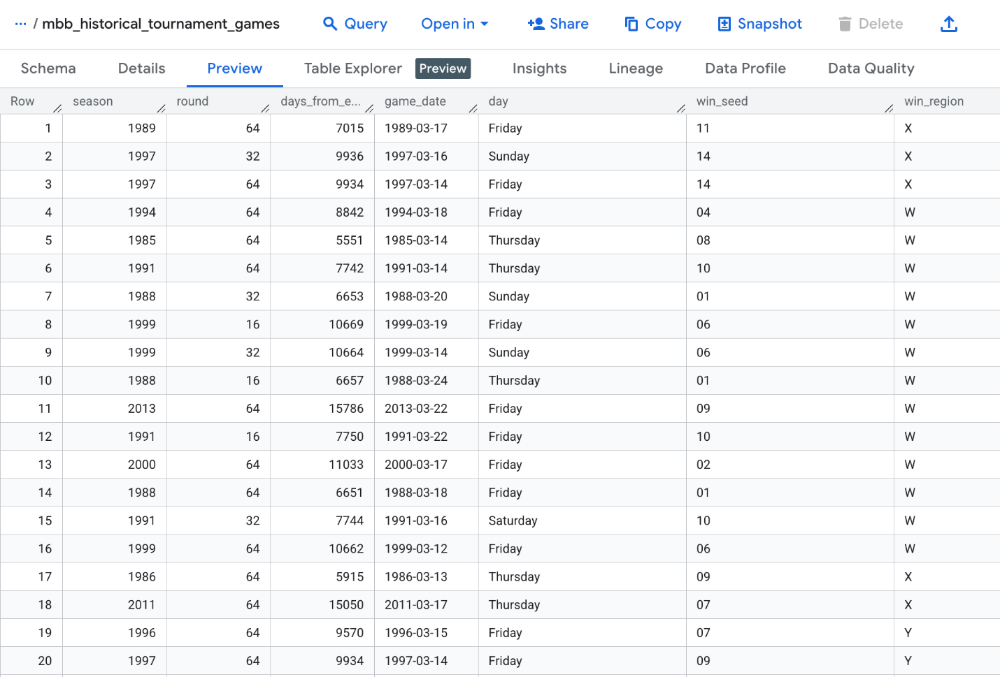 ··· / mbb_historical_tournament_games Query Open in Share Copy Snapshot Delete
Schema Details Preview Table Explorer Preview Insights Lineage Data Profile Data Quality
Row season round days_from_e... game_date day win_seed win_region
1 1989 64 7015 1989-03-17 Friday 11 X
2 1997 32 9936 1997-03-16 Sunday 14 X
3 1997 64 9934 1997-03-14 Friday 14 X
4 1994 64 8842 1994-03-18 Friday 04 W
5 1985 64 5551 1985-03-14 Thursday 08 W
6 1991 64 7742 1991-03-14 Thursday 10 W
7 1988 32 6653 1988-03-20 Sunday 01 W
8 1999 16 10669 1999-03-19 Friday 06 W
9 1999 32 10664 1999-03-14 Sunday 06 W
10 1988 16 6657 1988-03-24 Thursday 01 W
11 2013 64 15786 2013-03-22 Friday 09 W
12 1991 16 7750 1991-03-22 Friday 10 W
13 2000 64 11033 2000-03-17 Friday 02 W
14 1988 64 6651 1988-03-18 Friday 01 W
15 1991 32 7744 1991-03-16 Saturday 10 W
16 1999 64 10662 1999-03-12 Friday 06 W
17 1986 64 5915 1986-03-13 Thursday 09 X
18 2011 64 15050 2011-03-17 Thursday 07 X
19 1996 64 9570 1996-03-15 Friday 07 Y
20 1997 64 9934 1997-03-14 Friday 09 Y